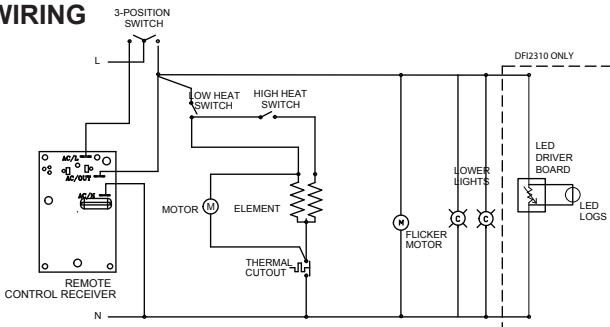 WIRING
3-POSITION
SWITCH
L
DFI2310 ONLY
LOW HEAT
SWITCH
HIGH HEAT
SWITCH
AC/L
AC/OUT
AC/N
LED
DRIVER
BOARD
LOWER
LIGHTS
MOTOR
M
ELEMENT
M
C
C
LED
LOGS
FLICKER
MOTOR
THERMAL
CUTOUT
REMOTE
CONTROL RECEIVER
N